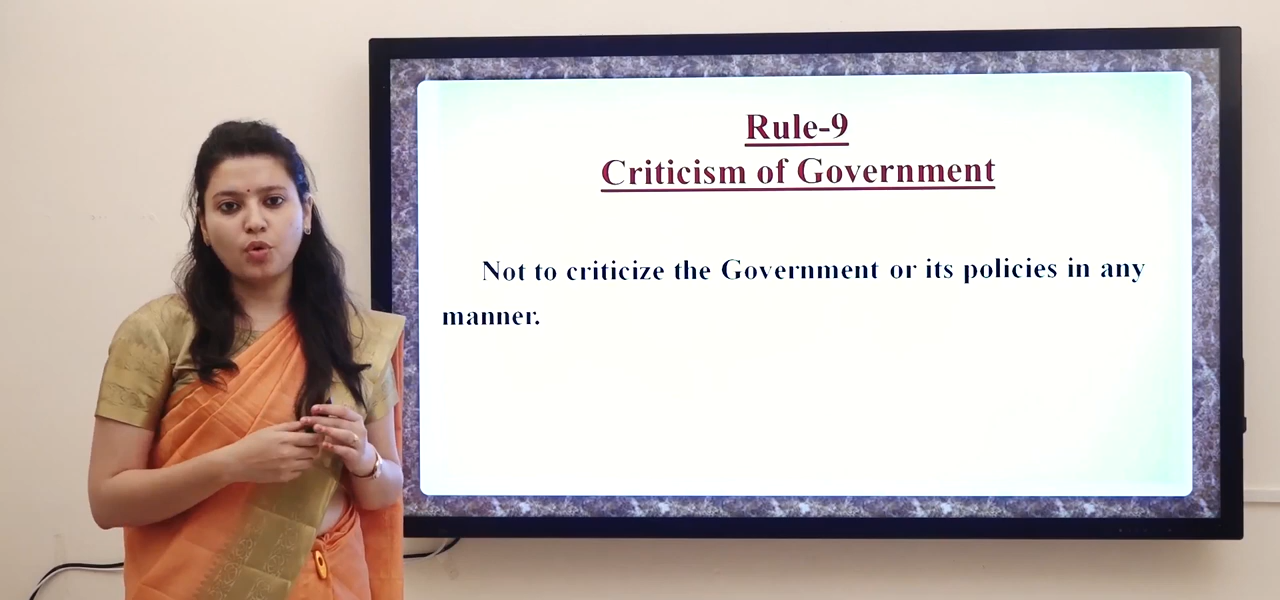 Rule-9
Criticism of Government
Not to criticize the Government or its policies in any
manner.